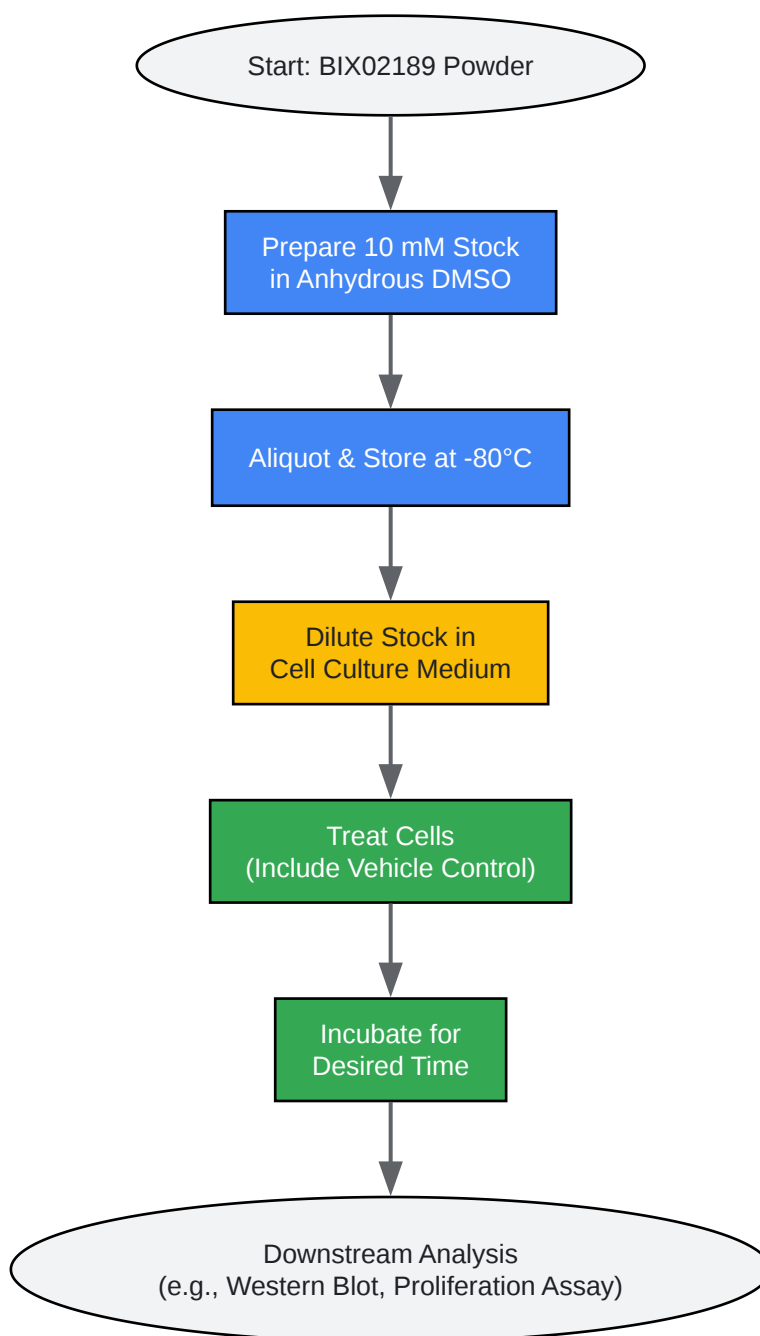 Start: BIX02189 Powder
Prepare 10 mM Stock
in Anhydrous DMSO
Aliquot & Store at -80°C
Dilute Stock in
Cell Culture Medium
Treat Cells
(Include Vehicle Control)
Incubate for
Desired Time
Downstream Analysis
(e.g., Western Blot, Proliferation Assay)